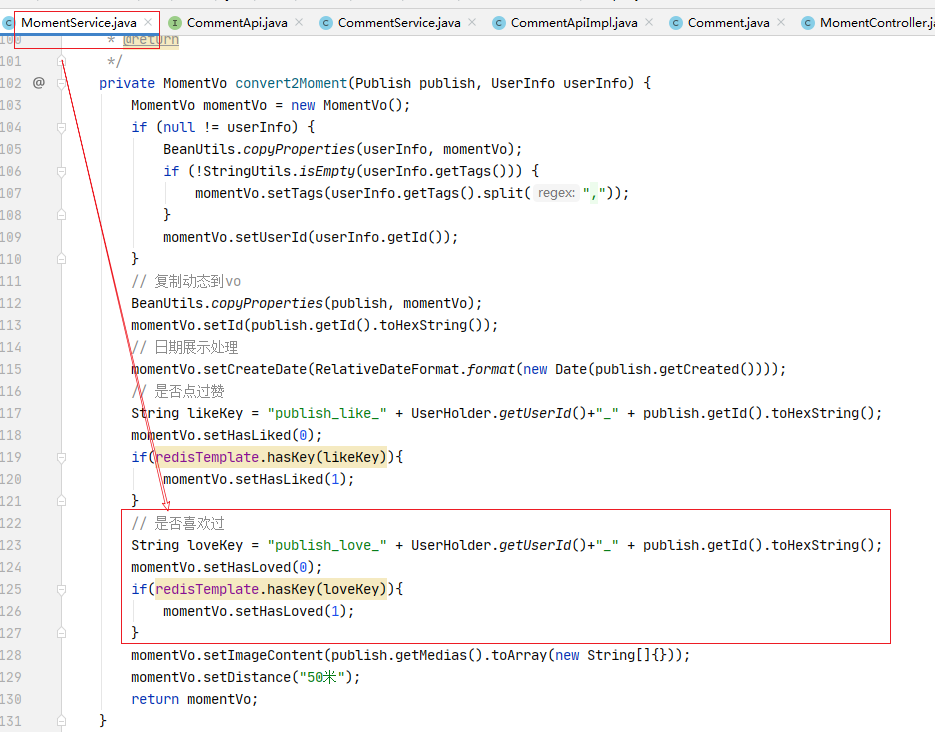 MomentService.java CommentApi.java CommentService.java CommentApiImpl.java Comment.java MomentController.j
100 * @return
101 */
102 @ private MomentVo convert2Moment(Publish publish, UserInfo userInfo) {
103 MomentVo momentVo = new MomentVo();
104 if (null != userInfo) {
105 BeanUtils.copyProperties(userInfo, momentVo);
106 if (!StringUtils.isEmpty(userInfo.getTags())) {
107 momentVo.setTags(userInfo.getTags().split( regex: ","));
108 }
109 momentVo.setUserId(userInfo.getId());
110 }
111 // 复制动态到vo
112 BeanUtils.copyProperties(publish, momentVo);
113 momentVo.setId(publish.getId().toHexString());
114 // 日期展示处理
115 momentVo.setCreateDate(RelativeDateFormat.format(new Date(publish.getCreated())));
116 // 是否点过赞
117 String likeKey = "publish_like_" + UserHolder.getUserId()+"_" + publish.getId().toHexString();
118 momentVo.setHasLiked(0);
119 if(redisTemplate.hasKey(likeKey)){
120 momentVo.setHasLiked(1);
121 }
122 // 是否喜欢过
123 String loveKey = "publish_love_" + UserHolder.getUserId()+"_" + publish.getId().toHexString();
124 momentVo.setHasLoved(0);
125 if(redisTemplate.hasKey(loveKey)){
126 momentVo.setHasLoved(1);
127 }
128 momentVo.setImageContent(publish.getMedias().toArray(new String[]{}));
129 momentVo.setDistance("50米");
130 return momentVo;
131 }